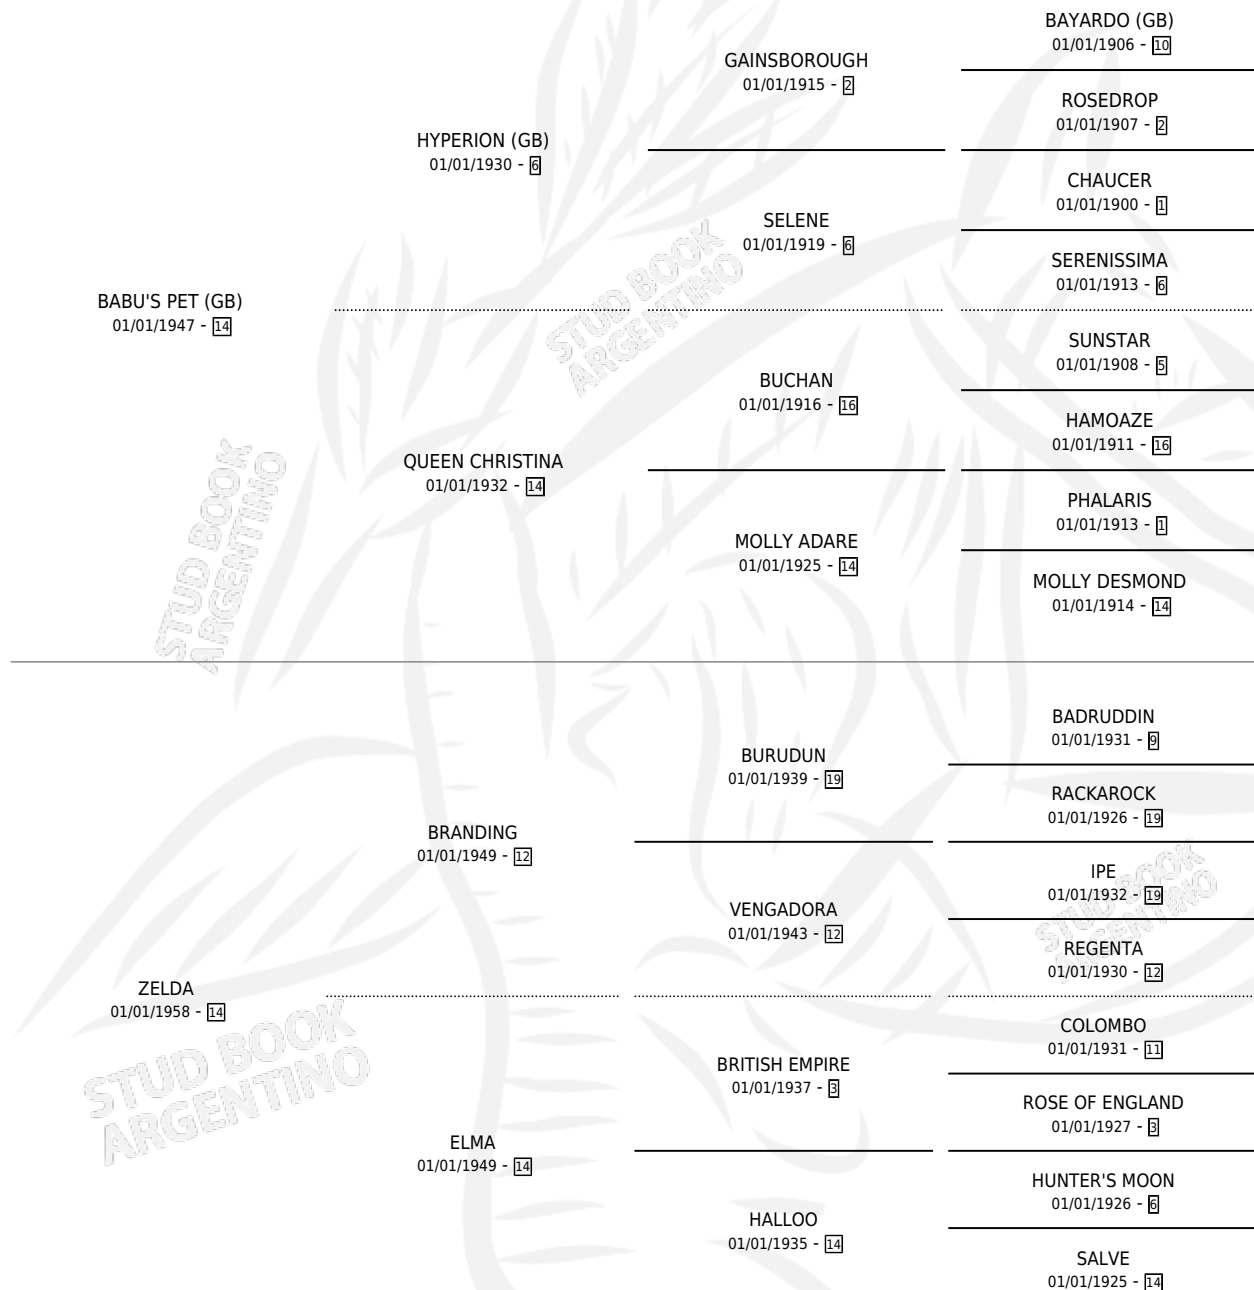 BAYARDO (GB)
01/01/1906 - 10
GAINSBOROUGH
01/01/1915 - 2
ROSEDROP
01/01/1907 - 2
HYPERION (GB)
01/01/1930 - 6
CHAUCER
01/01/1900 - 1
SELENE
01/01/1919 - 6
SERENISSIMA
01/01/1913 - 6
BABU'S PET (GB)
01/01/1947 - 14
SUNSTAR
01/01/1908 - 5
BUCHAN
01/01/1916 - 16
HAMOAZE
01/01/1911 - 16
QUEEN CHRISTINA
01/01/1932 - 14
PHALARIS
01/01/1913 - 1
MOLLY ADARE
01/01/1925 - 14
MOLLY DESMOND
01/01/1914 - 14
BADRUDDIN
01/01/1931 - 9
BURUDUN
01/01/1939 - 19
RACKAROCK
01/01/1926 - 19
BRANDING
01/01/1949 - 12
IPE
01/01/1932 - 19
VENGADORA
01/01/1943 - 12
REGENTA
01/01/1930 - 12
ZELDA
01/01/1958 - 14
COLOMBO
01/01/1931 - 11
BRITISH EMPIRE
01/01/1937 - 3
ROSE OF ENGLAND
01/01/1927 - 3
ELMA
01/01/1949 - 14
HUNTER'S MOON
01/01/1926 - 6
HALLOO
01/01/1935 - 14
SALVE
01/01/1925 - 14
STUD BOOK
ARGENTINO
STUD BOOK
ARGENTINO
STUD BOOK
ARGENTINO
STUD BOOK
ARGENTINO